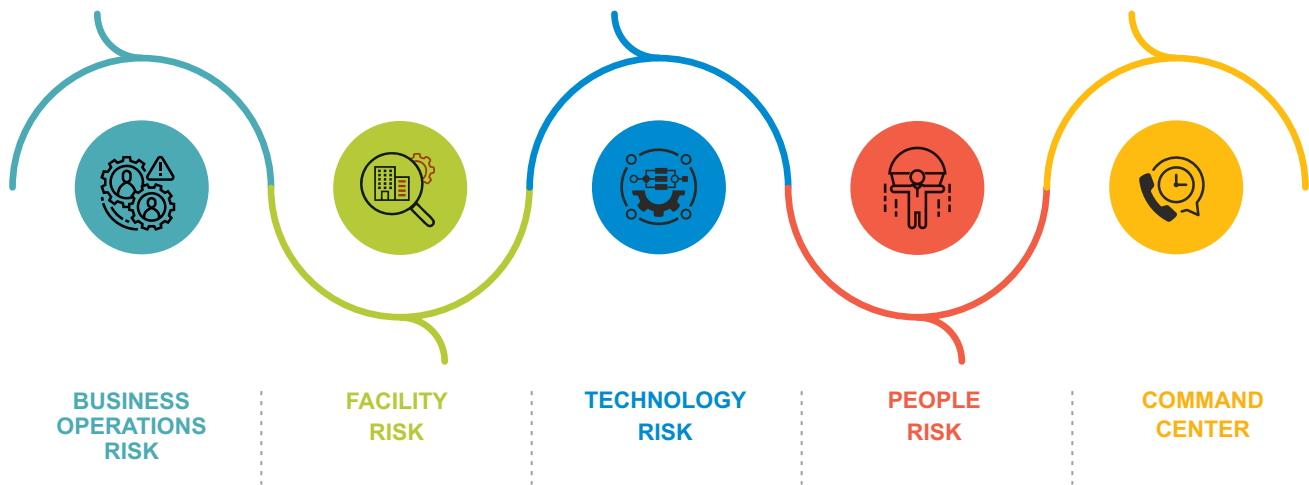 BUSINESS
OPERATIONS
RISK
FACILITY
RISK
TECHNOLOGY
RISK
PEOPLE
RISK
COMMAND
CENTER